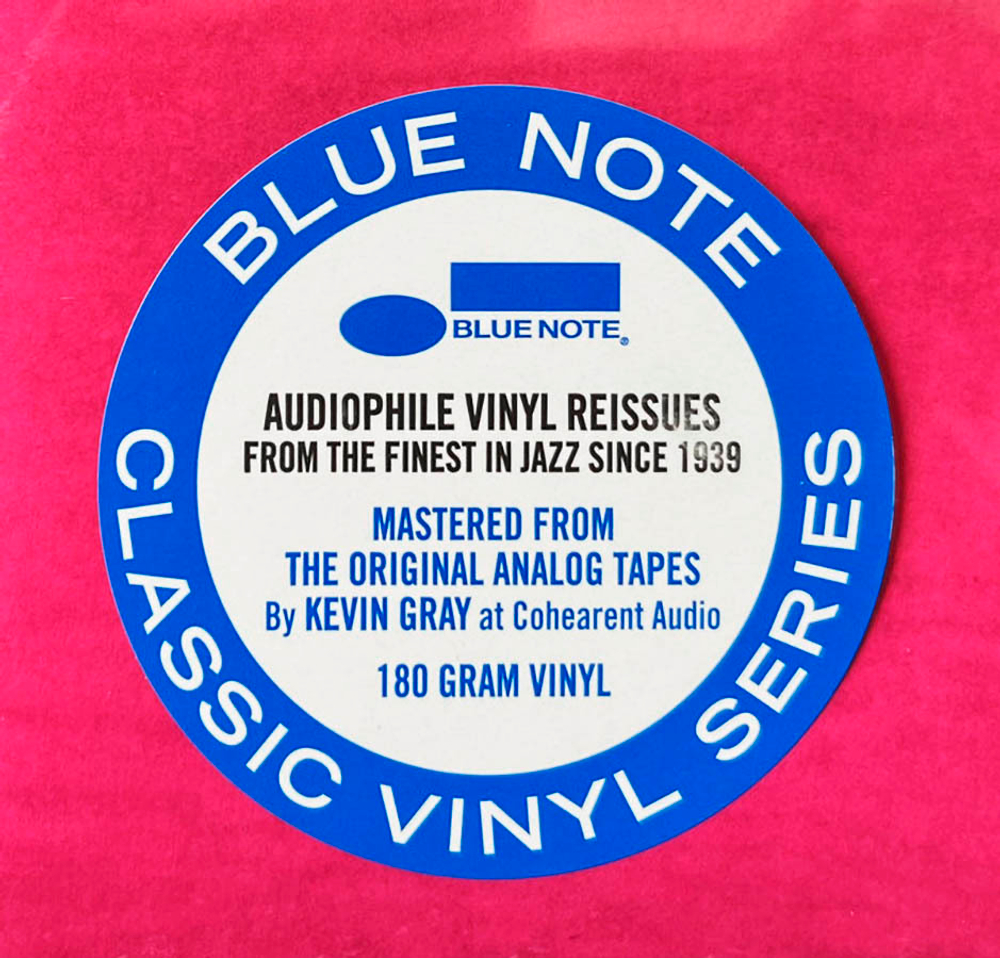 BLUE NOTE
BLUE NOTE®
AUDIOPHILE VINYL REISSUES
FROM THE FINEST IN JAZZ SINCE 1939
MASTERED FROM
THE ORIGINAL ANALOG TAPES
By KEVIN GRAY at Cohearent Audio
180 GRAM VINYL
CLASSIC VINYL SERIES